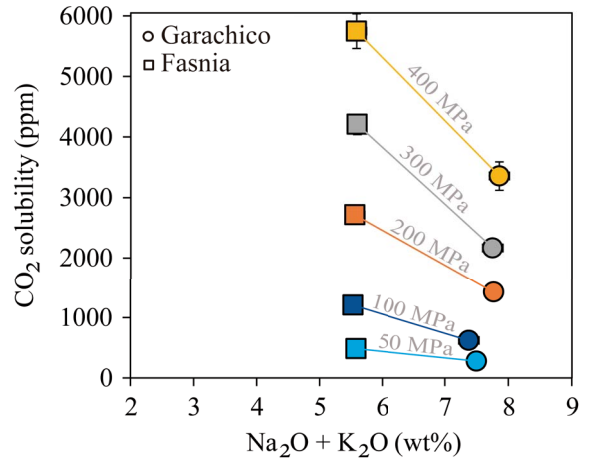 6000
5000
4000
3000
2000
1000
0
CO₂ solubility (ppm)
Garachico
Fasnia
400 MPa
300 MPa
200 MPa
100 MPa
50 MPa
2 3 4 5 6 7 8 9
Na₂O + K₂O (wt%)